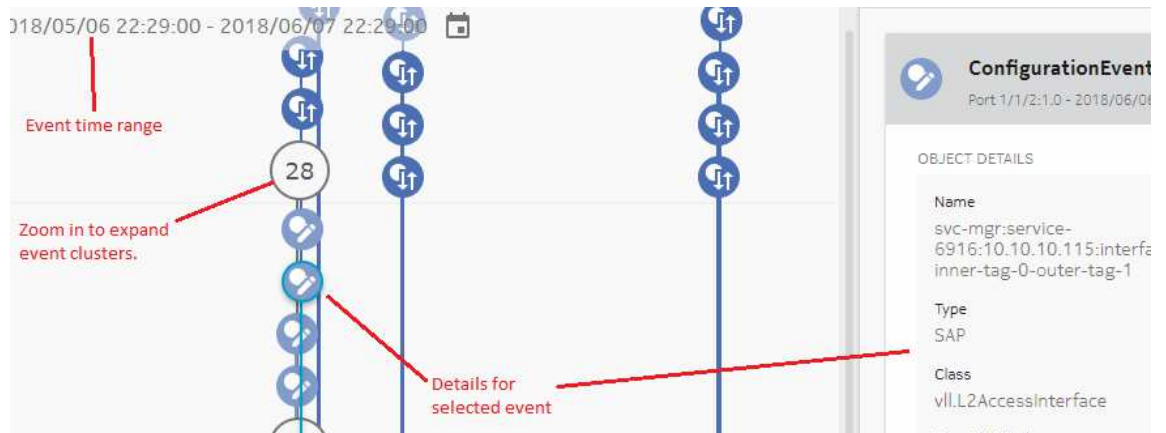 018/05/06 22:29:00 - 2018/06/07 22:29:00
Event time range
28
Zoom in to expand
event clusters.
Details for
selected event
ConfigurationEvent
Port 1/1/2:1.0 - 2018/06/06
OBJECT DETAILS
Name
svc-mgr:service-
6916:10.10.10.115:interfa
inner-tag-0-outer-tag-1
Type
SAP
Class
vll.L2AccessInterface